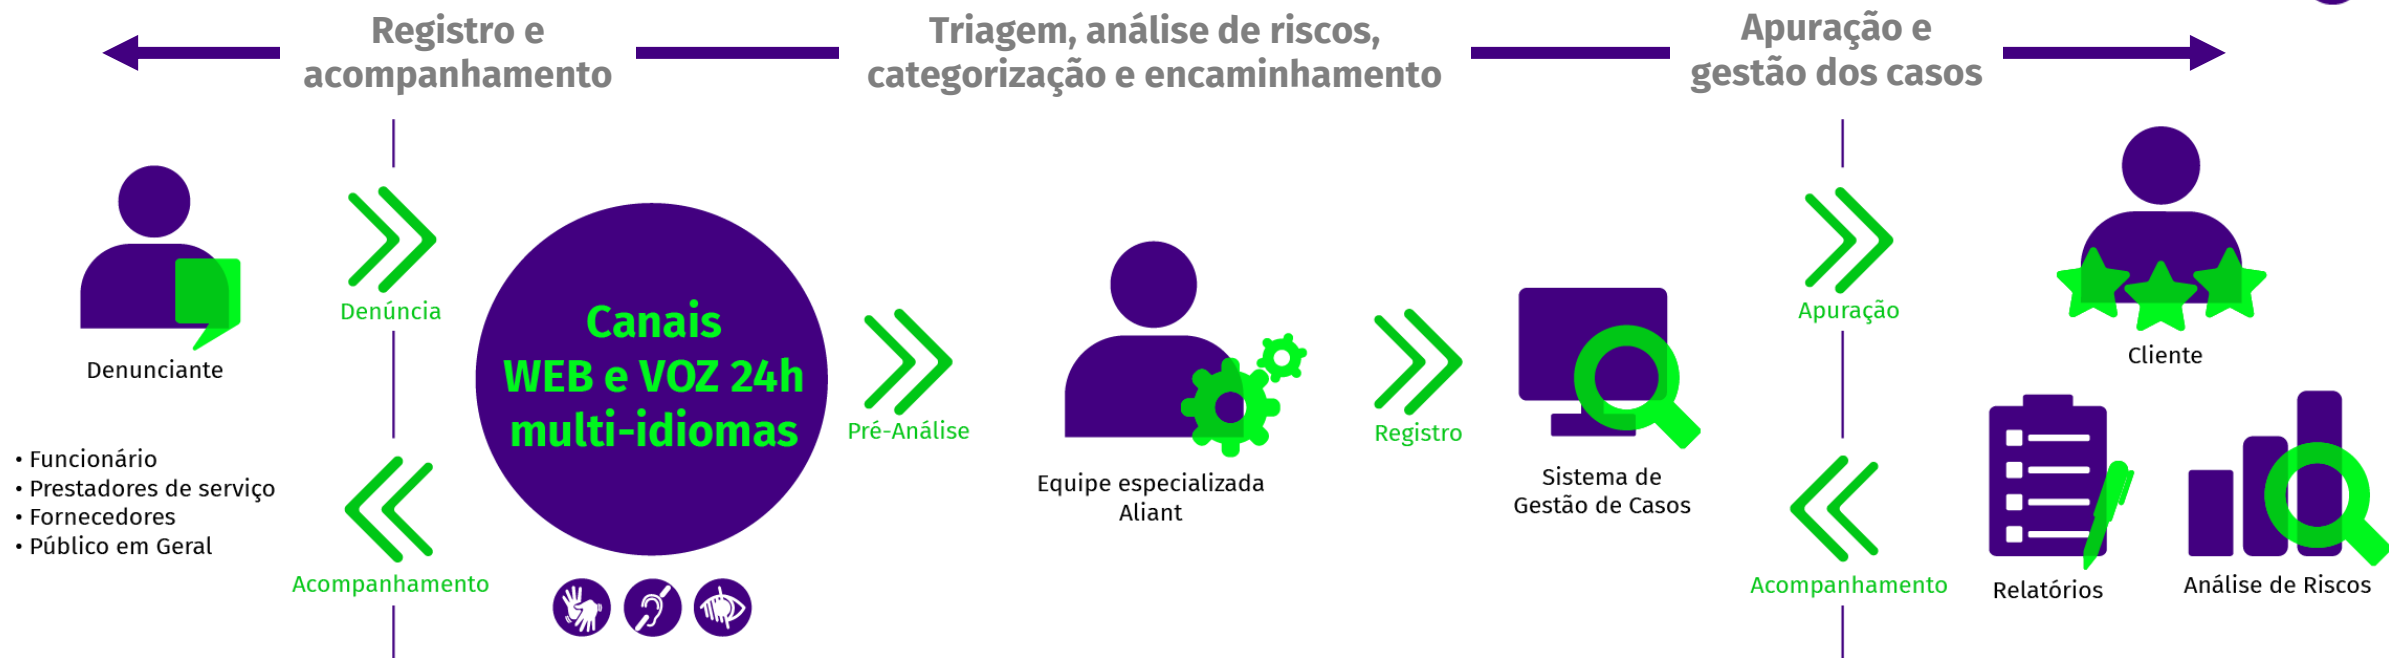 Registro e
acompanhamento
Triagem, análise de riscos,
categorização e encaminhamento
Apuração e
gestão dos casos
Denunciante
• Funcionário
• Prestadores de serviço
• Fornecedores
• Público em Geral
Denúncia
Acompanhamento
Canais
WEB e VOZ 24h
multi-idiomas
Pré-Análise
Equipe especializada
Aliant
Registro
Sistema de
Gestão de Casos
Apuração
Acompanhamento
Cliente
Relatórios
Análise de Riscos